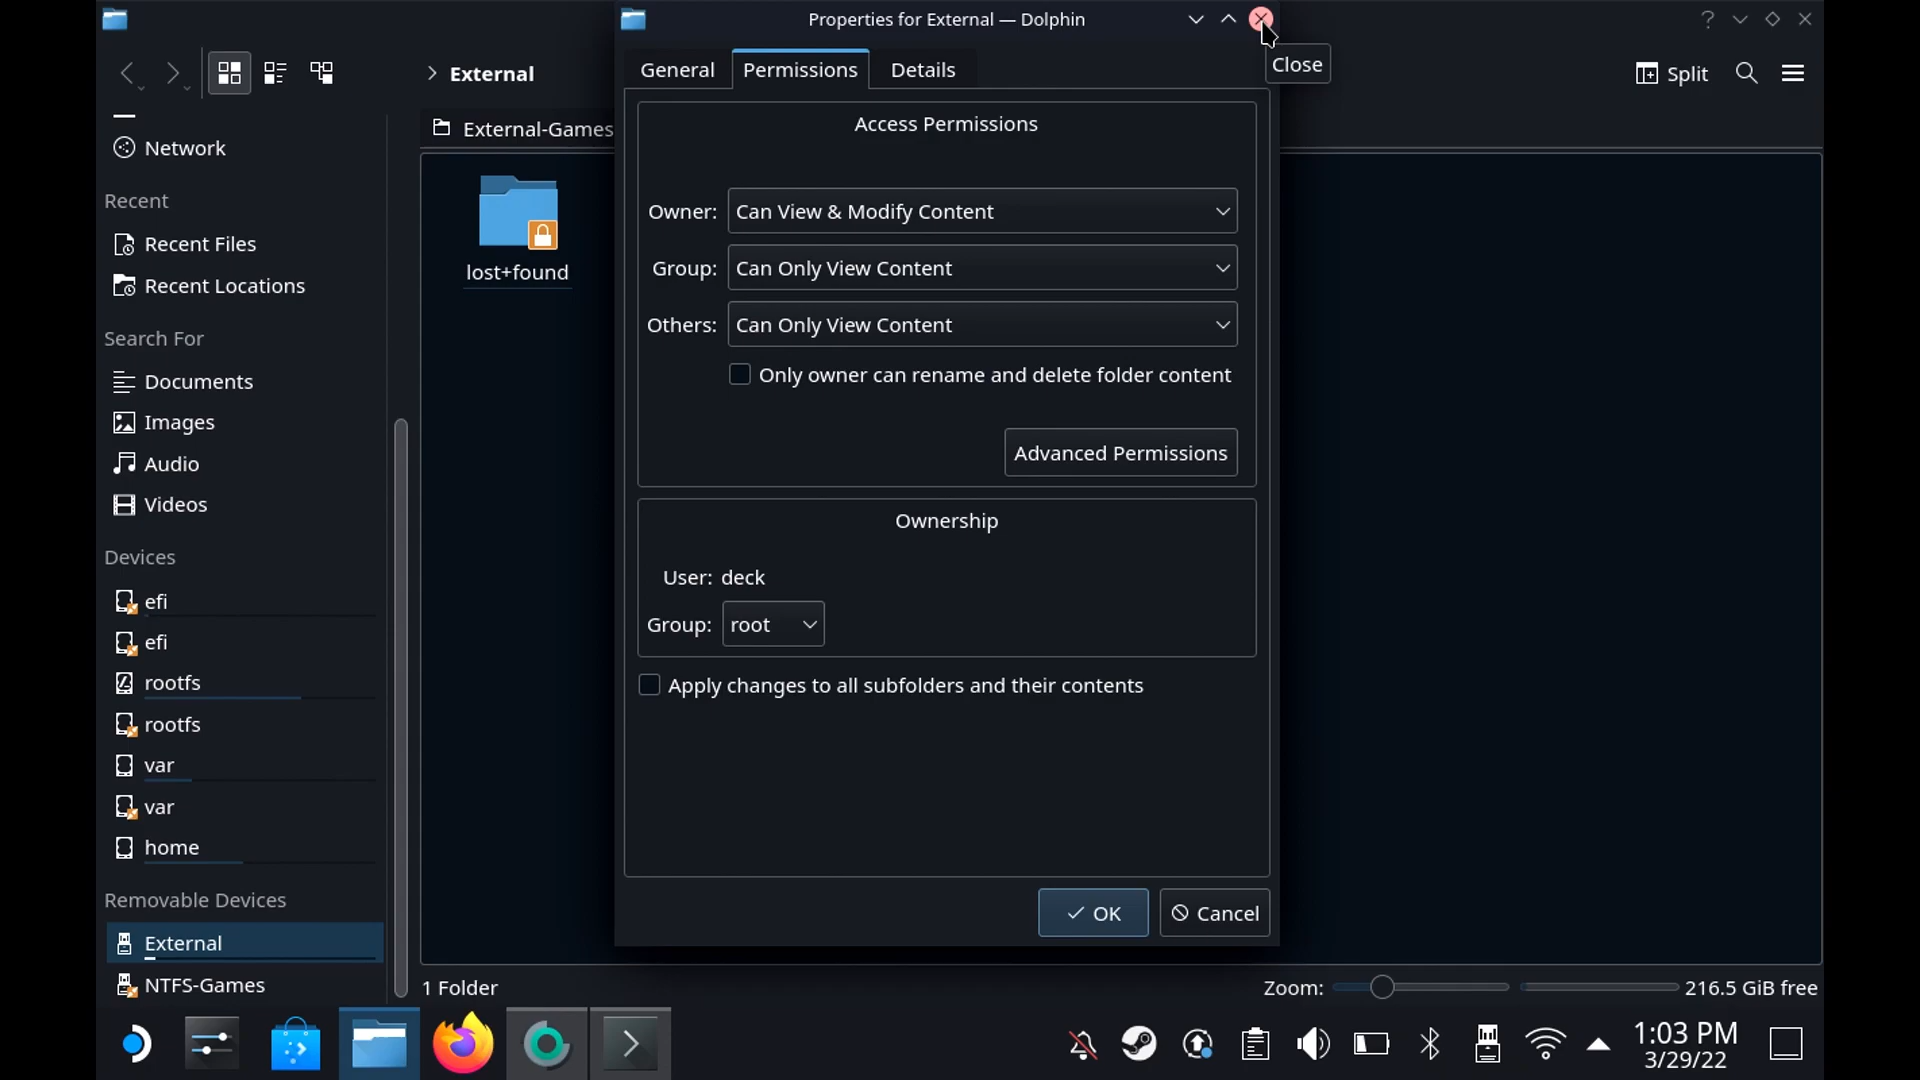 Properties for External — Dolphin
?
Close
External
Split
General
Permissions
Details
External-Games
lost+found
Network
Recent
Recent Files
Recent Locations
Search For
Documents
Images
Audio
Videos
Devices
efi
efi
rootfs
rootfs
var
var
home
Removable Devices
External
NTFS-Games
Access Permissions
Owner: Can View & Modify Content
Group: Can Only View Content
Others: Can Only View Content
Only owner can rename and delete folder content
Advanced Permissions
Ownership
User: deck
Group: root
Apply changes to all subfolders and their contents
OK
Cancel
1 Folder
Zoom:
216.5 GiB free
1:03 PM
3/29/22